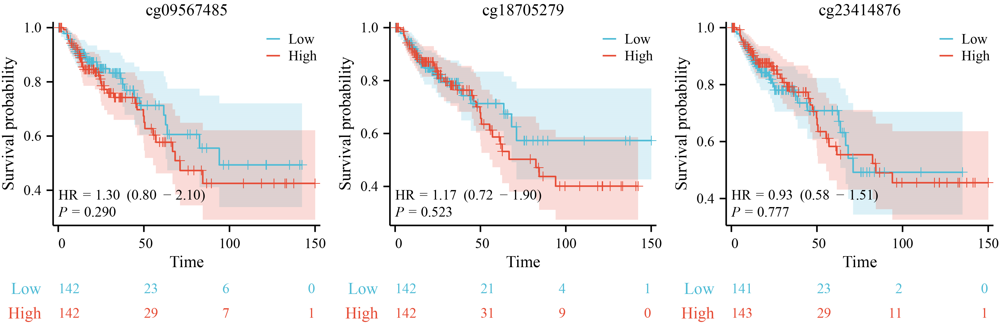 cg09567485
Survival probability
1.0
0.8
0.6
0.4
Low
High
HR = 1.30 (0.80 − 2.10)
P = 0.290
0 50 100 150
Time
Low 142 23 6 0
High 142 29 7 1
cg18705279
Survival probability
1.0
0.8
0.6
0.4
Low
High
HR = 1.17 (0.72 − 1.90)
P = 0.523
0 50 100 150
Time
Low 142 21 4 1
High 142 31 9 0
cg23414876
Survival probability
1.0
0.8
0.6
0.4
Low
High
HR = 0.93 (0.58 − 1.51)
P = 0.777
0 50 100 150
Time
Low 141 23 2 0
High 143 29 11 1